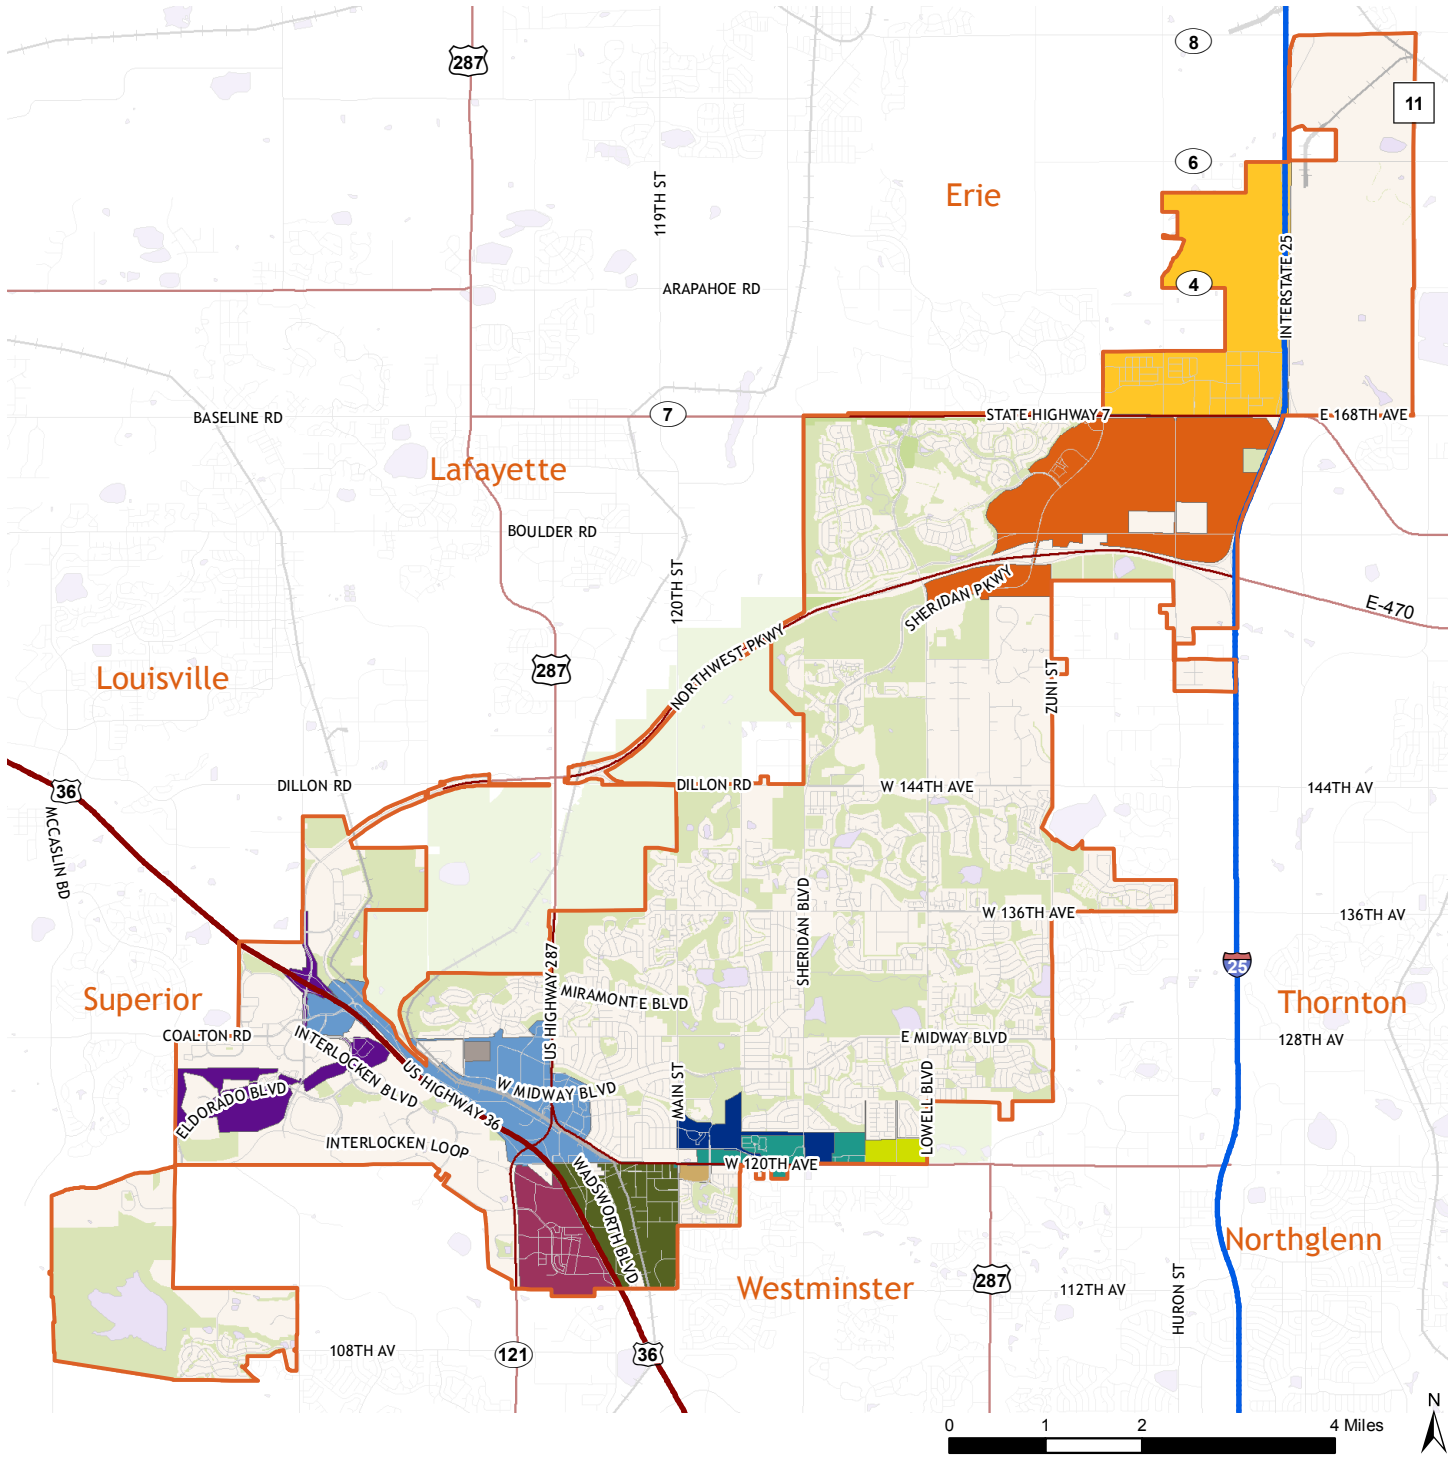 8
287
11
6
Erie
119TH ST
INTERSTATE 25
4
ARAPAHOE RD
7
STATE HIGHWAY 7
E 168TH AVE
BASELINE RD
Lafayette
BOULDER RD
120TH ST
SHERIDAN PKWY
E-470
NORTHWEST PKWY
287
Louisville
ZUNI ST
36
DILLON RD
DILLON RD
W 144TH AVE
144TH AV
MCCASLIN BD
W 136TH AVE
136TH AV
SHERIDAN BLVD
US HIGHWAY 287
25
Superior
MIRAMONTE BLVD
Thornton
COALTON RD
E MIDWAY BLVD
128TH AV
INTERLOCKEN BLVD
US HIGHWAY 36
W MIDWAY BLVD
MAIN ST
LOWELL BLVD
ELDORADO BLVD
INTERLOCKEN LOOP
W 120TH AVE
WADSWORTH BLVD
Northglenn
Westminster
287
112TH AV
HURON ST
108TH AV
121
36
N
0 1 2 4 Miles